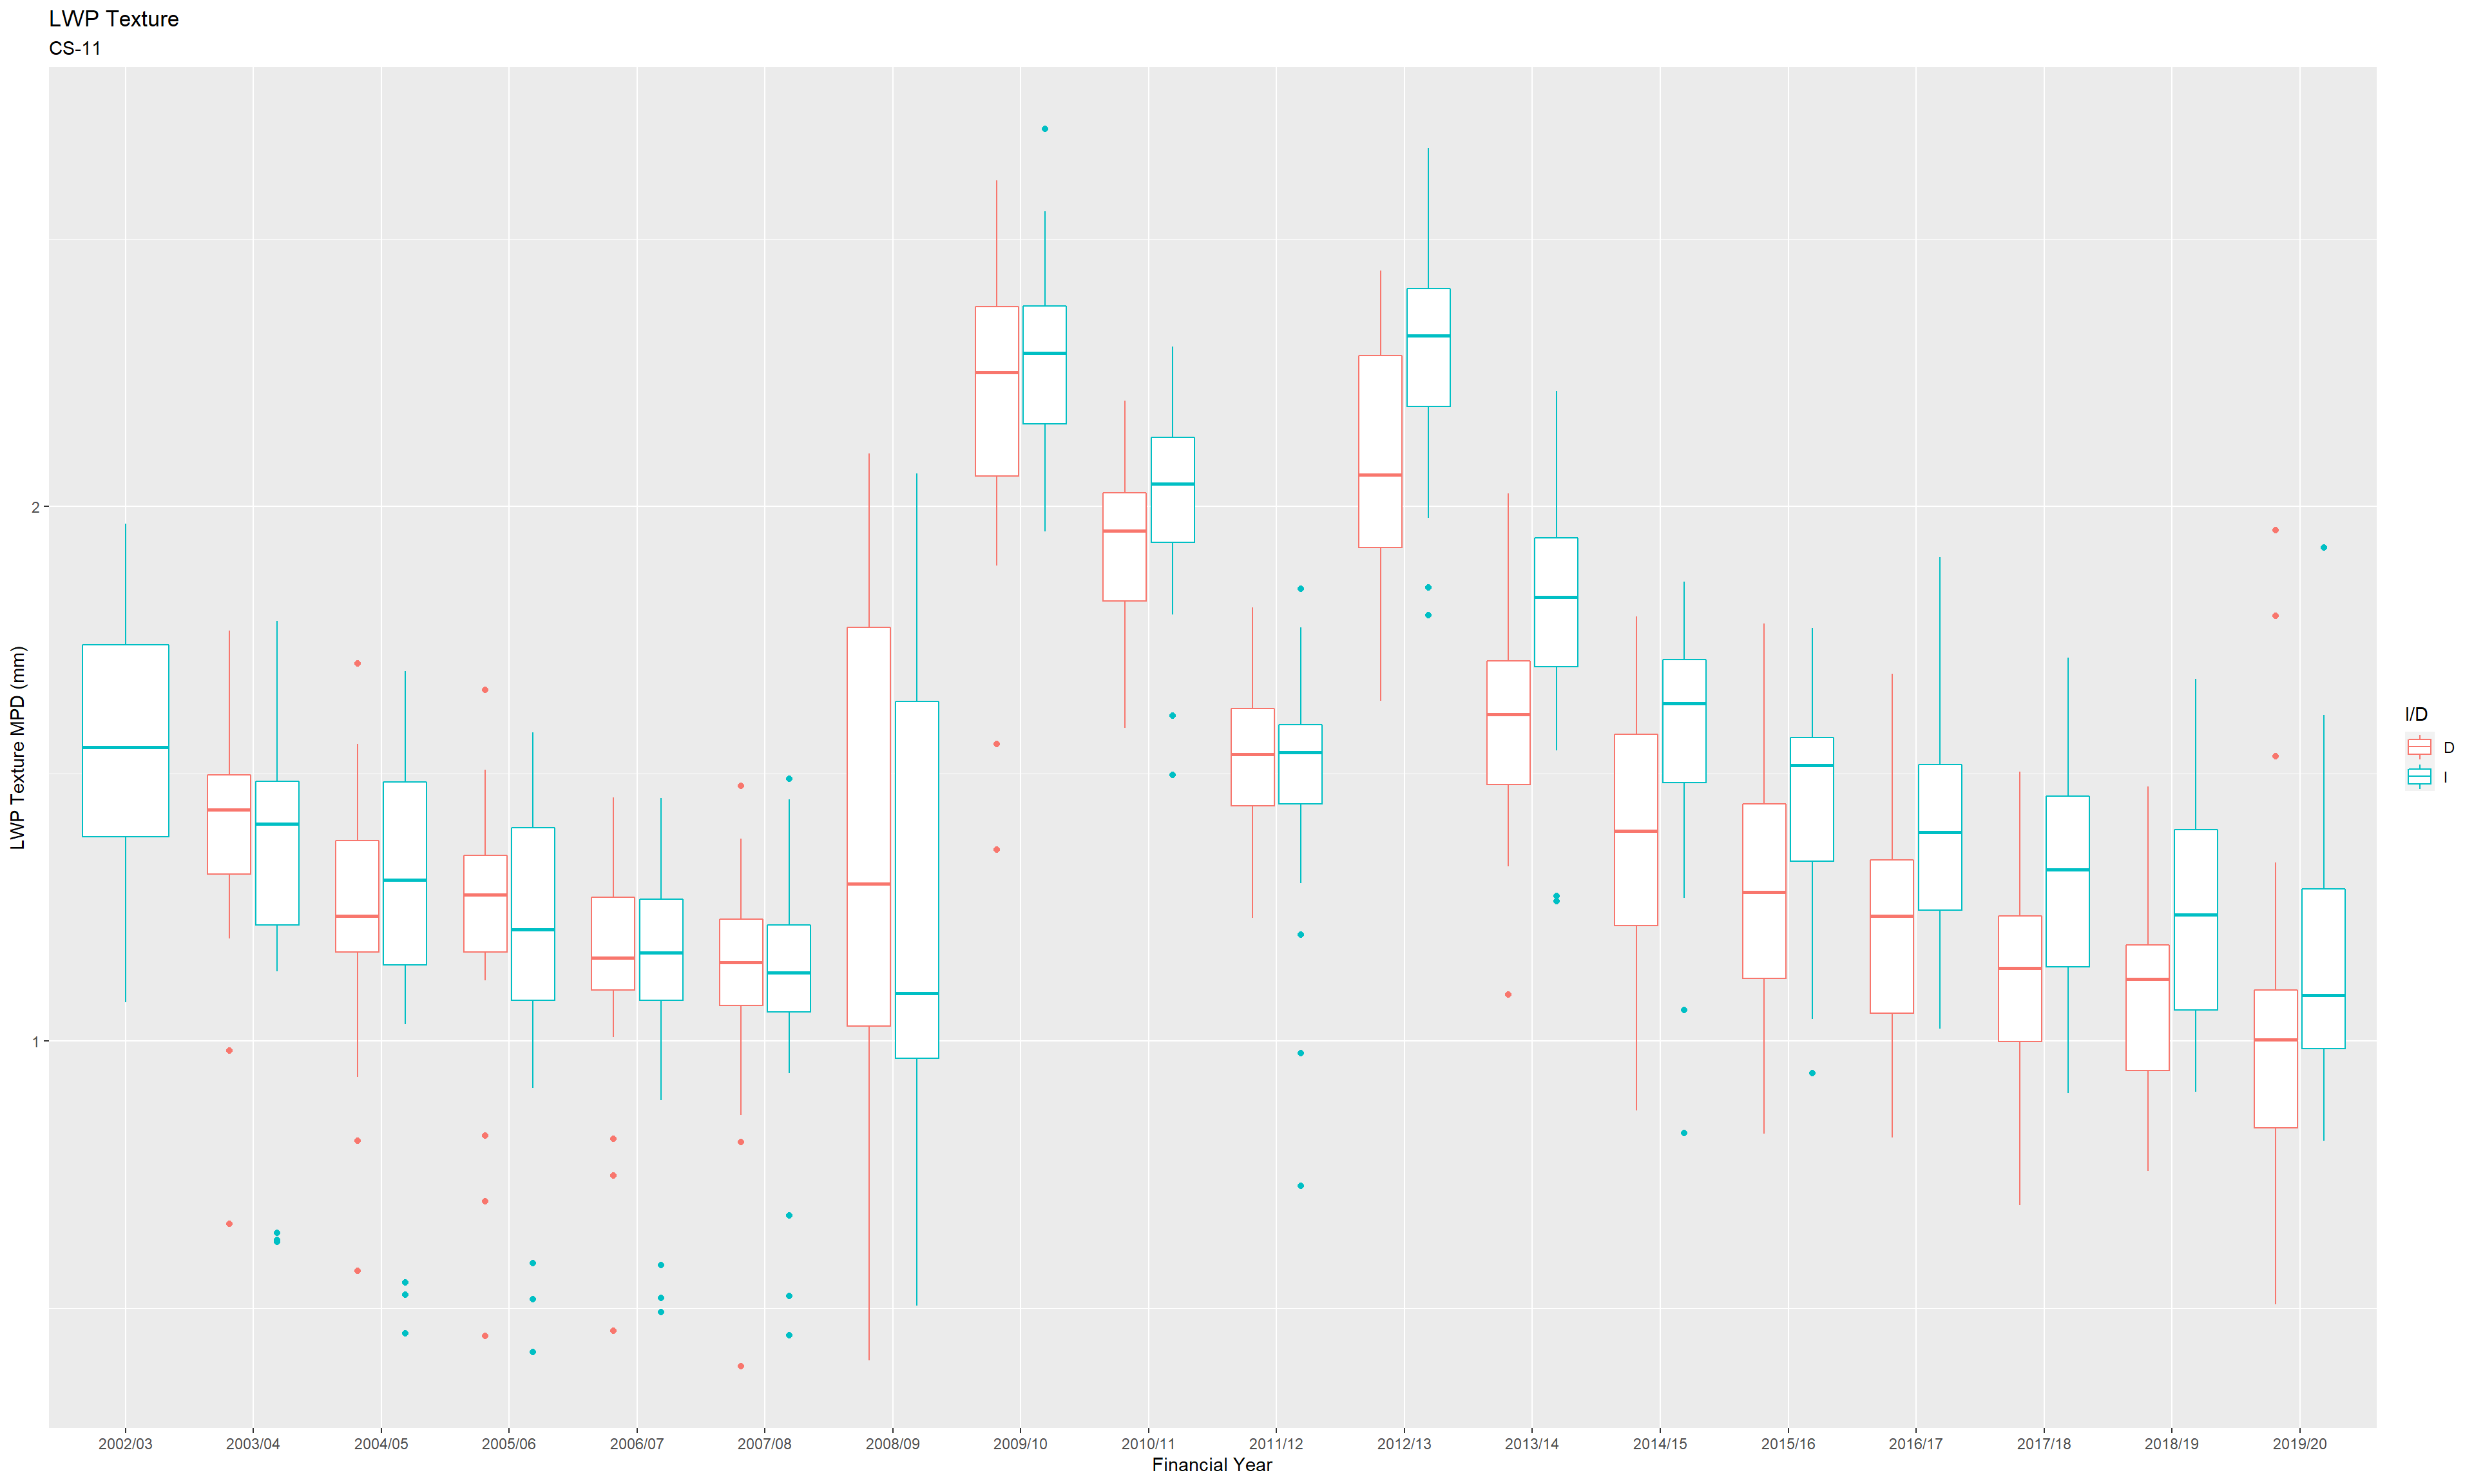 LWP Texture
CS-11
LWP Texture MPD (mm)
2
1
2002/03 2003/04 2004/05 2005/06 2006/07 2007/08 2008/09 2009/10 2010/11 2011/12 2012/13 2013/14 2014/15 2015/16 2016/17 2017/18 2018/19 2019/20
Financial Year
I/D
D
I